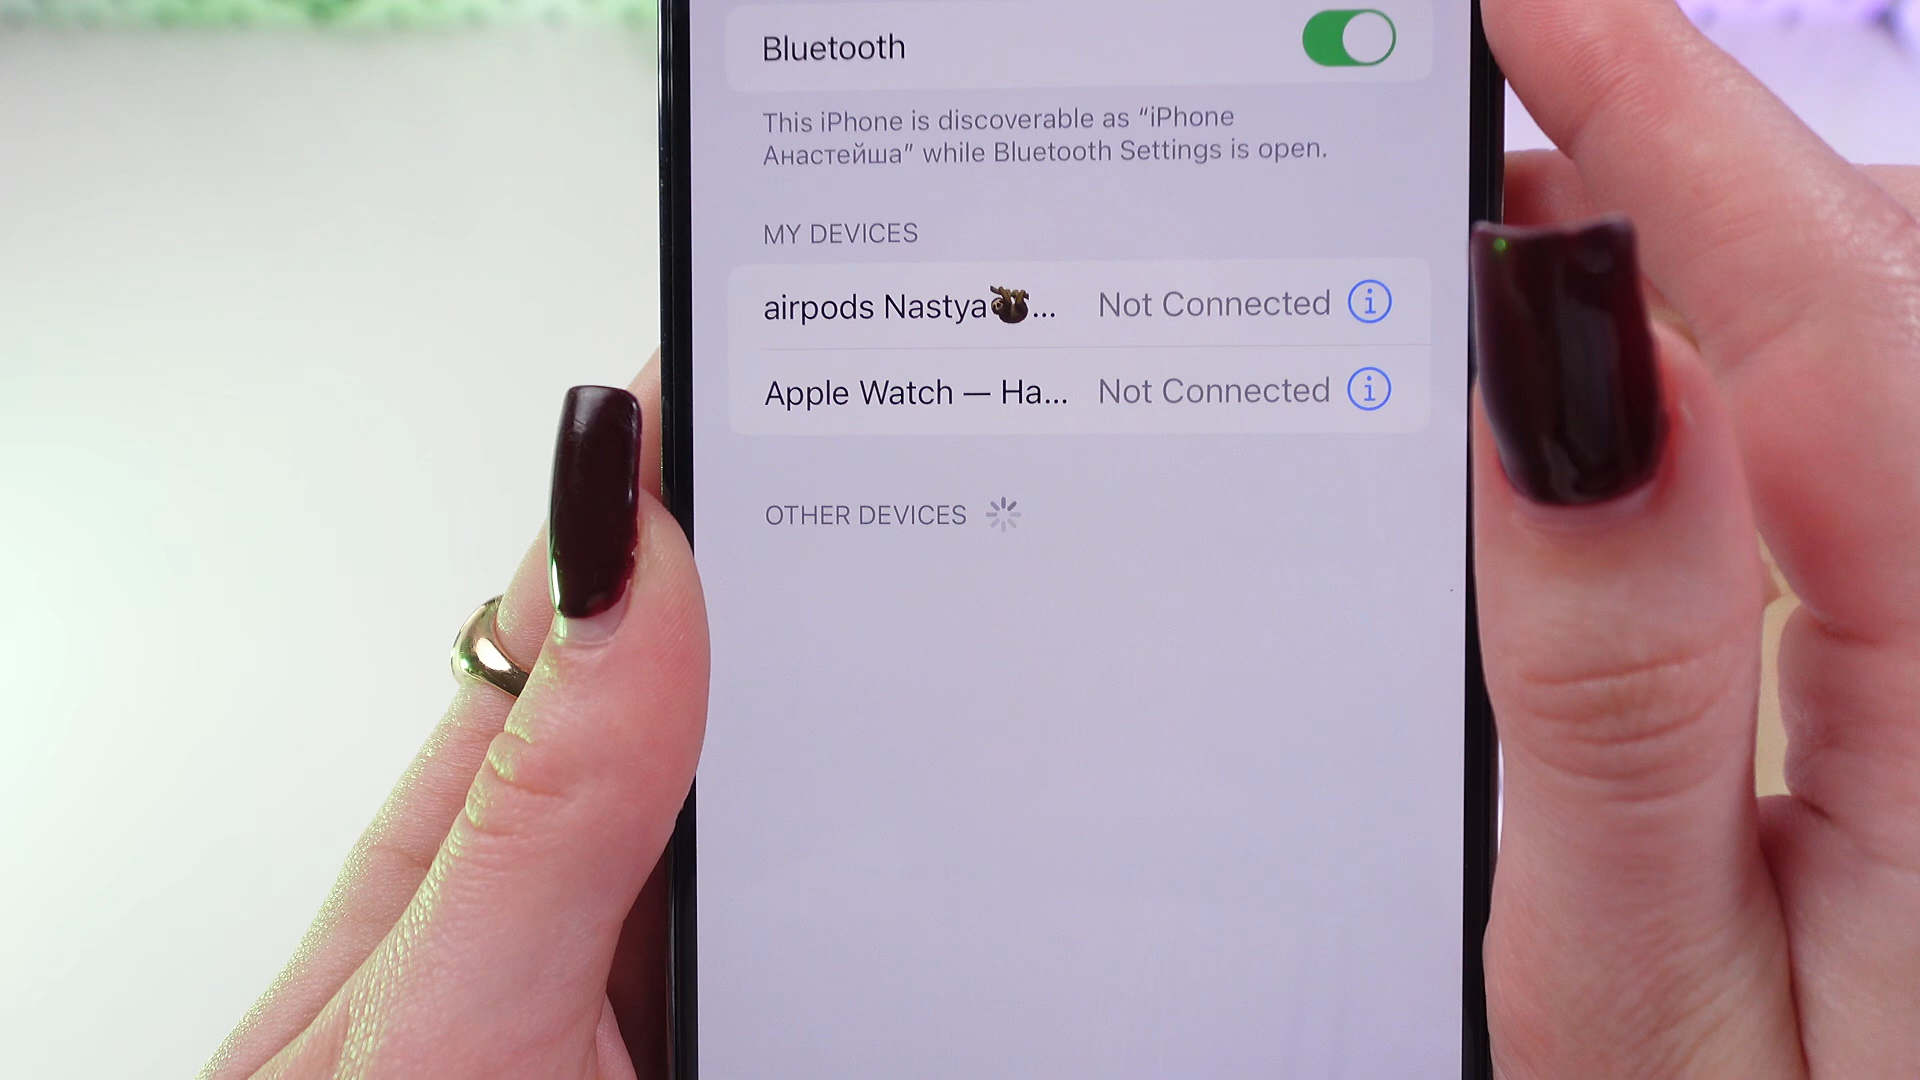 Bluetooth
This iPhone is discoverable as “iPhone
Анастейша” while Bluetooth Settings is open.
MY DEVICES
airpods Nastya🦥... Not Connected
Apple Watch — Ha... Not Connected
OTHER DEVICES